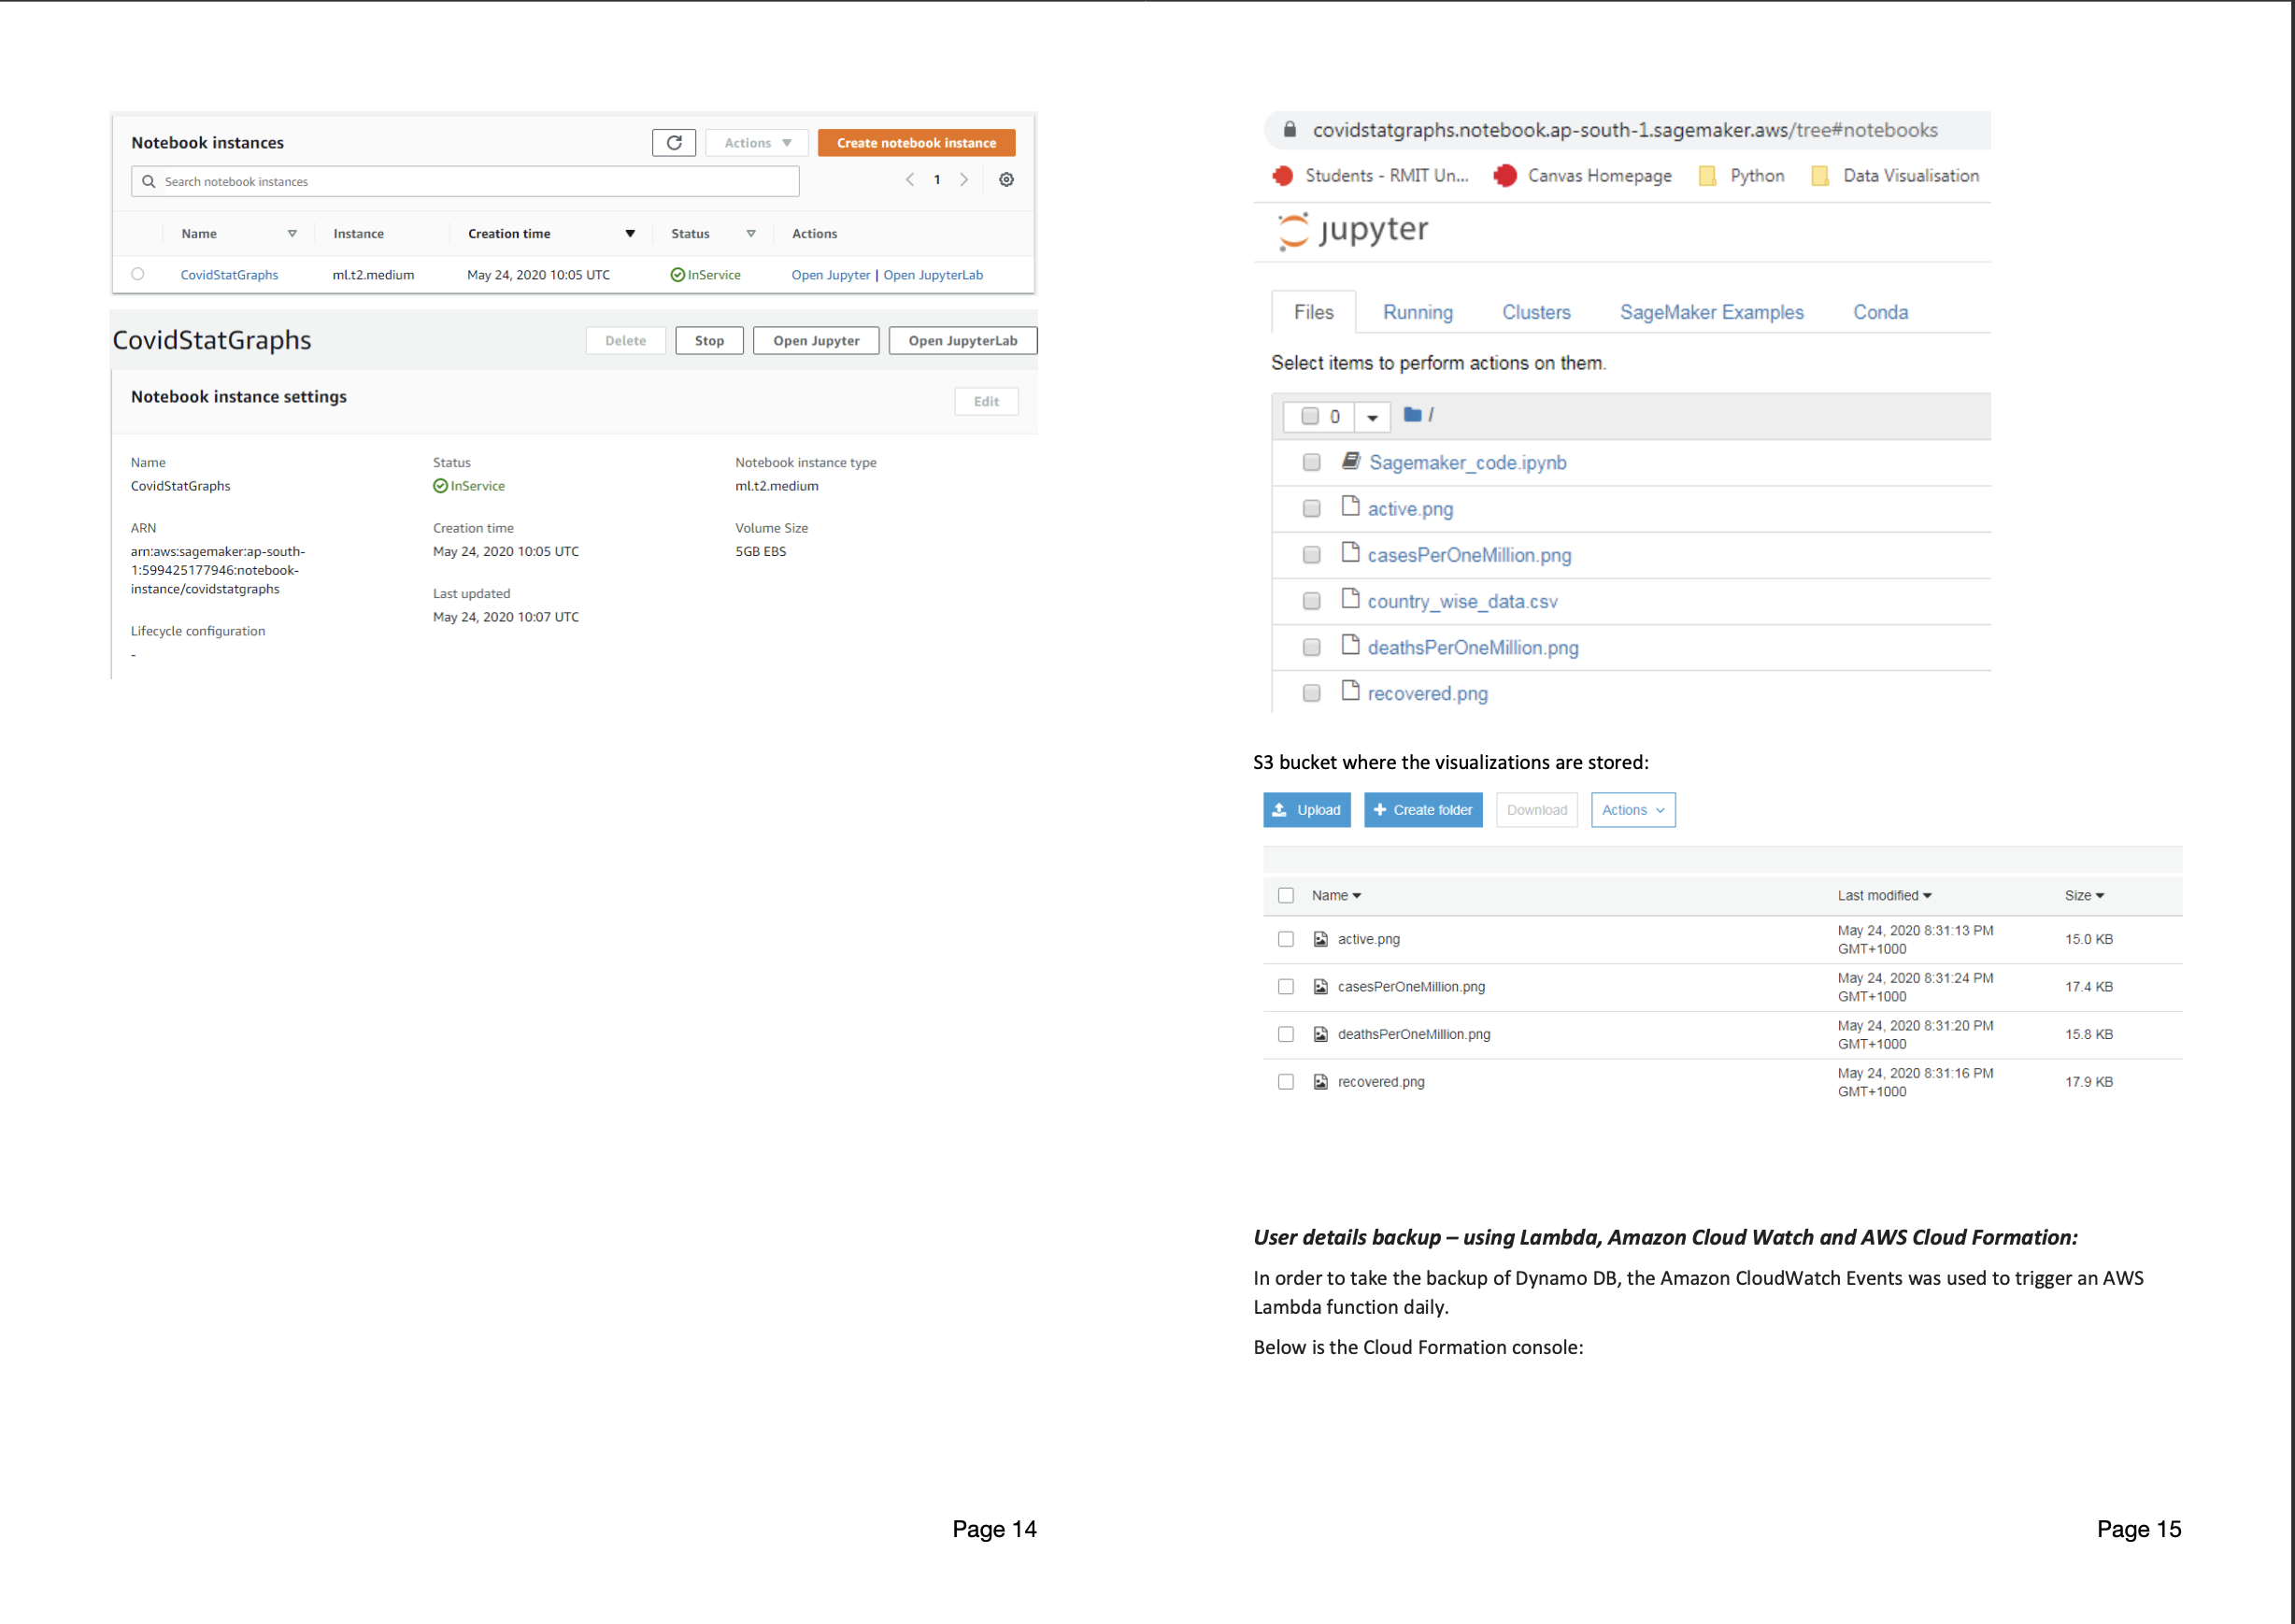 Notebook instances
Actions
Create notebook instance
Search notebook instances
1
Name Instance Creation time Status Actions
CovidStatGraphs ml.t2.medium May 24, 2020 10:05 UTC InService Open Jupyter | Open JupyterLab
CovidStatGraphs
Delete
Stop
Open Jupyter
Open JupyterLab
Notebook instance settings
Edit
Name
CovidStatGraphs
ARN
arn:aws:sagemaker:ap-south-
1:599425177946:notebook-
instance/covidstatgraphs
Lifecycle configuration
-
Status
InService
Creation time
May 24, 2020 10:05 UTC
Last updated
May 24, 2020 10:07 UTC
Notebook instance type
ml.t2.medium
Volume Size
5GB EBS
Page 14
covidstatgraphs.notebook.ap-south-1.sagemaker.aws/tree#notebooks
Students - RMIT Un... Canvas Homepage Python Data Visualisation
jupyter
Files Running Clusters SageMaker Examples Conda
Select items to perform actions on them.
0 /
Sagemaker_code.ipynb
active.png
casesPerOneMillion.png
country_wise_data.csv
deathsPerOneMillion.png
recovered.png
S3 bucket where the visualizations are stored:
Upload Create folder Download Actions
Name Last modified Size
active.png May 24, 2020 8:31:13 PM GMT+1000 15.0 KB
casesPerOneMillion.png May 24, 2020 8:31:24 PM GMT+1000 17.4 KB
deathsPerOneMillion.png May 24, 2020 8:31:20 PM GMT+1000 15.8 KB
recovered.png May 24, 2020 8:31:16 PM GMT+1000 17.9 KB
User details backup – using Lambda, Amazon Cloud Watch and AWS Cloud Formation:
In order to take the backup of Dynamo DB, the Amazon CloudWatch Events was used to trigger an AWS
Lambda function daily.
Below is the Cloud Formation console:
Page 15